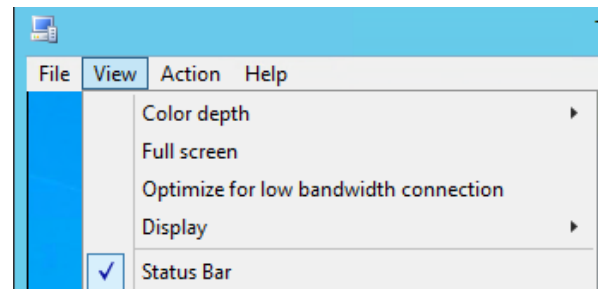 File View Action Help
Color depth
Full screen
Optimize for low bandwidth connection
Display
Status Bar